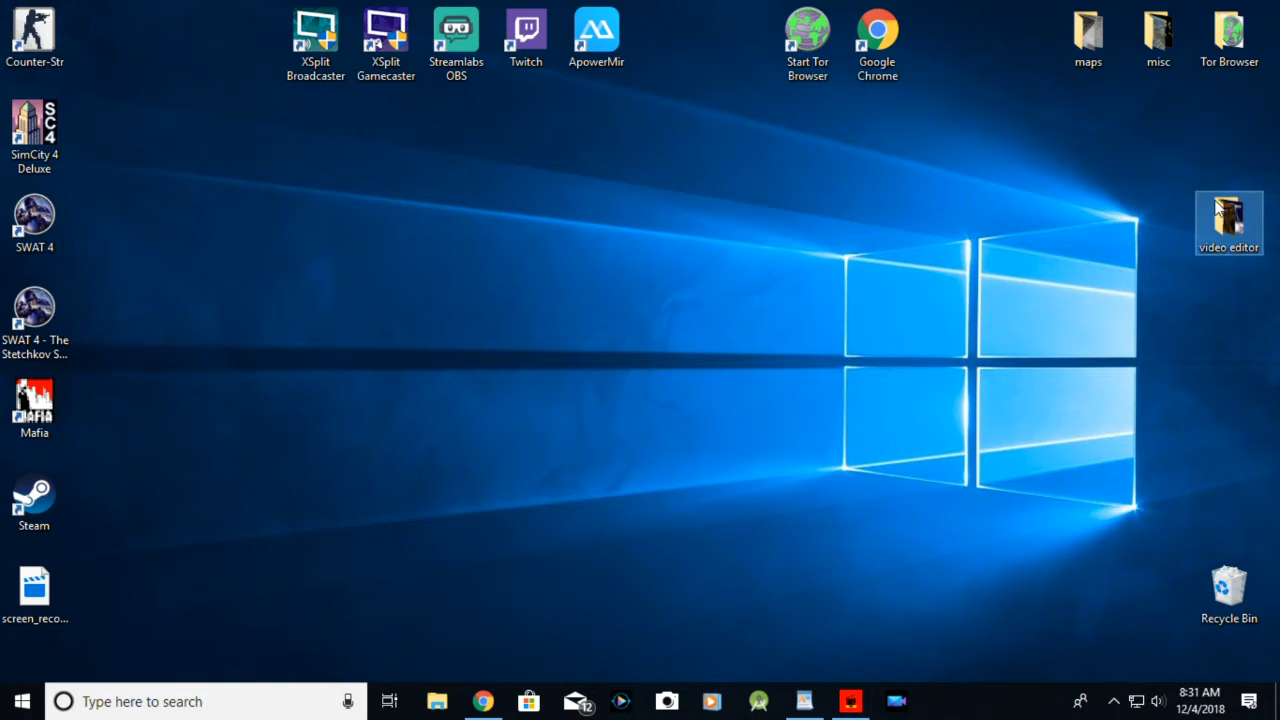 Counter-Str
XSplit
Broadcaster
XSplit
Gamecaster
Streamlabs
OBS
Twitch
ApowerMir
Start Tor
Browser
Google
Chrome
maps
misc
Tor Browser
SC4
SimCity 4
Deluxe
SWAT 4
video editor
SWAT 4 - The
Stetchkov S...
MAFIA
Mafia
Steam
screen_reco...
Recycle Bin
Type here to search
12
8:31 AM
12/4/2018